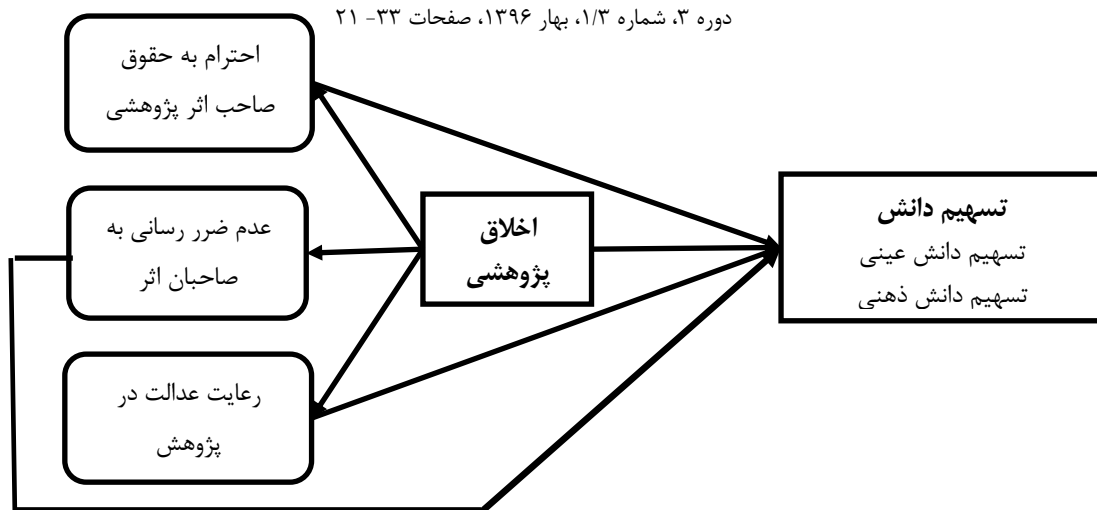 دوره ۳، شماره ۱/۳، بهار ۱۳۹۶، صفحات ۳۳- ۲۱
احترام به حقوق
صاحب اثر پژوهشی
عدم ضرر رسانی به
صاحبان اثر
رعایت عدالت در
پژوهش
اخلاق
پژوهشی
تسهیم دانش
تسهیم دانش عینی
تسهیم دانش ذهنی